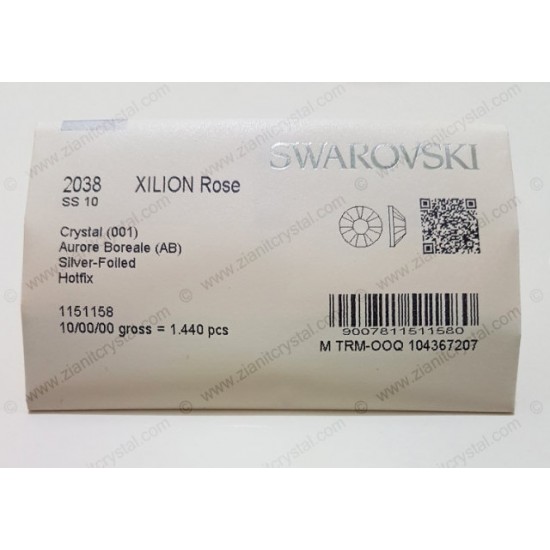 SWAROVSKI
2038 XILION Rose
SS 10
Crystal (001)
Aurore Boreale (AB)
Silver-Foiled
Hotfix
1151158
10/00/00 gross = 1.440 pcs
9007811511580
M TRM-OOQ 104367207
© www.zianitcrystal.com